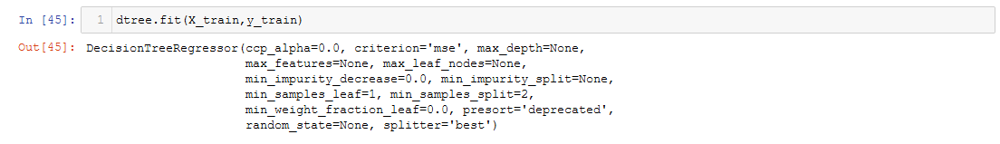 In [45]: 1 dtree.fit(X_train,y_train)
Out[45]: DecisionTreeRegressor(ccp_alpha=0.0, criterion='mse', max_depth=None,
max_features=None, max_leaf_nodes=None,
min_impurity_decrease=0.0, min_impurity_split=None,
min_samples_leaf=1, min_samples_split=2,
min_weight_fraction_leaf=0.0, presort='deprecated',
random_state=None, splitter='best')